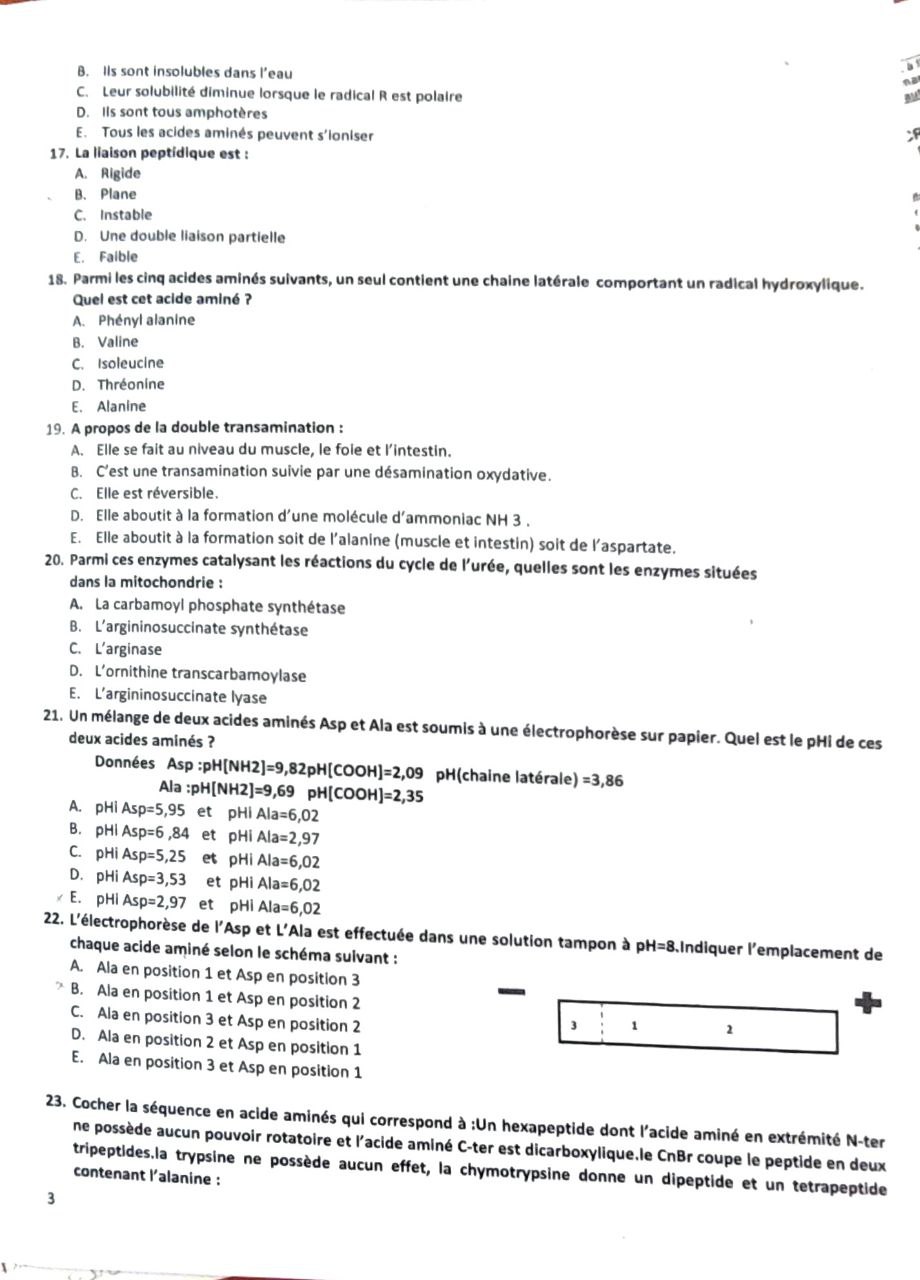 B. Ils sont insolubles dans l'eau
C. Leur solubilité diminue lorsque le radical R est polaire
D. Ils sont tous amphotères
E. Tous les acides aminés peuvent s'ioniser
17. La liaison peptidique est :
A. Rigide
B. Plane
C. Instable
D. Une double liaison partielle
E. Faible
18. Parmi les cinq acides aminés suivants, un seul contient une chaine latérale comportant un radical hydroxylique.
Quel est cet acide aminé ?
A. Phényl alanine
B. Valine
C. Isoleucine
D. Thréonine
E. Alanine
19. A propos de la double transamination :
A. Elle se fait au niveau du muscle, le foie et l'intestin.
B. C'est une transamination suivie par une désamination oxydative.
C. Elle est réversible.
D. Elle aboutit à la formation d'une molécule d'ammoniac NH 3 .
E. Elle aboutit à la formation soit de l'alanine (muscle et intestin) soit de l'aspartate.
20. Parmi ces enzymes catalysant les réactions du cycle de l'urée, quelles sont les enzymes situées
dans la mitochondrie :
A. La carbamoyl phosphate synthétase
B. L'argininosuccinate synthétase
C. L'arginase
D. L'ornithine transcarbamoylase
E. L'argininosuccinate lyase
21. Un mélange de deux acides aminés Asp et Ala est soumis à une électrophorèse sur papier. Quel est le pHi de ces
deux acides aminés ?
Données Asp :pH[NH2]=9,82pH[COOH]=2,09 pH(chaine latérale) =3,86
Ala :pH[NH2]=9,69 pH[COOH]=2,35
A. pHi Asp=5,95 et pHi Ala=6,02
B. pHi Asp=6 ,84 et pHi Ala=2,97
C. pHi Asp=5,25 et pHi Ala=6,02
D. pHi Asp=3,53 et pHi Ala=6,02
E. pHi Asp=2,97 et pHi Ala=6,02
22. L'électrophorèse de l'Asp et L'Ala est effectuée dans une solution tampon à pH=8.Indiquer l'emplacement de
chaque acide aminé selon le schéma suivant :
A. Ala en position 1 et Asp en position 3
B. Ala en position 1 et Asp en position 2
C. Ala en position 3 et Asp en position 2
D. Ala en position 2 et Asp en position 1
E. Ala en position 3 et Asp en position 1
− +
3 1 2
23. Cocher la séquence en acide aminés qui correspond à :Un hexapeptide dont l'acide aminé en extrémité N-ter
ne possède aucun pouvoir rotatoire et l'acide aminé C-ter est dicarboxylique.le CnBr coupe le peptide en deux
tripeptides.la trypsine ne possède aucun effet, la chymotrypsine donne un dipeptide et un tetrapeptide
contenant l'alanine :
3